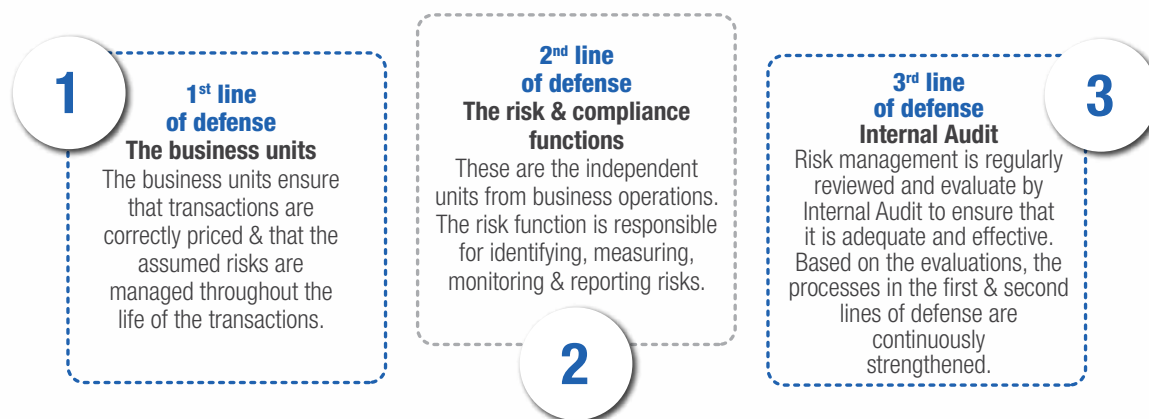 1
1st line
of defense
The business units
The business units ensure
that transactions are
correctly priced & that the
assumed risks are
managed throughout the
life of the transactions.
2nd line
of defense
The risk & compliance
functions
These are the independent
units from business operations.
The risk function is responsible
for identifying, measuring,
monitoring & reporting risks.
2
3rd line
of defense
Internal Audit
Risk management is regularly
reviewed and evaluate by
Internal Audit to ensure that
it is adequate and effective.
Based on the evaluations, the
processes in the first & second
lines of defense are
continuously
strengthened.
3